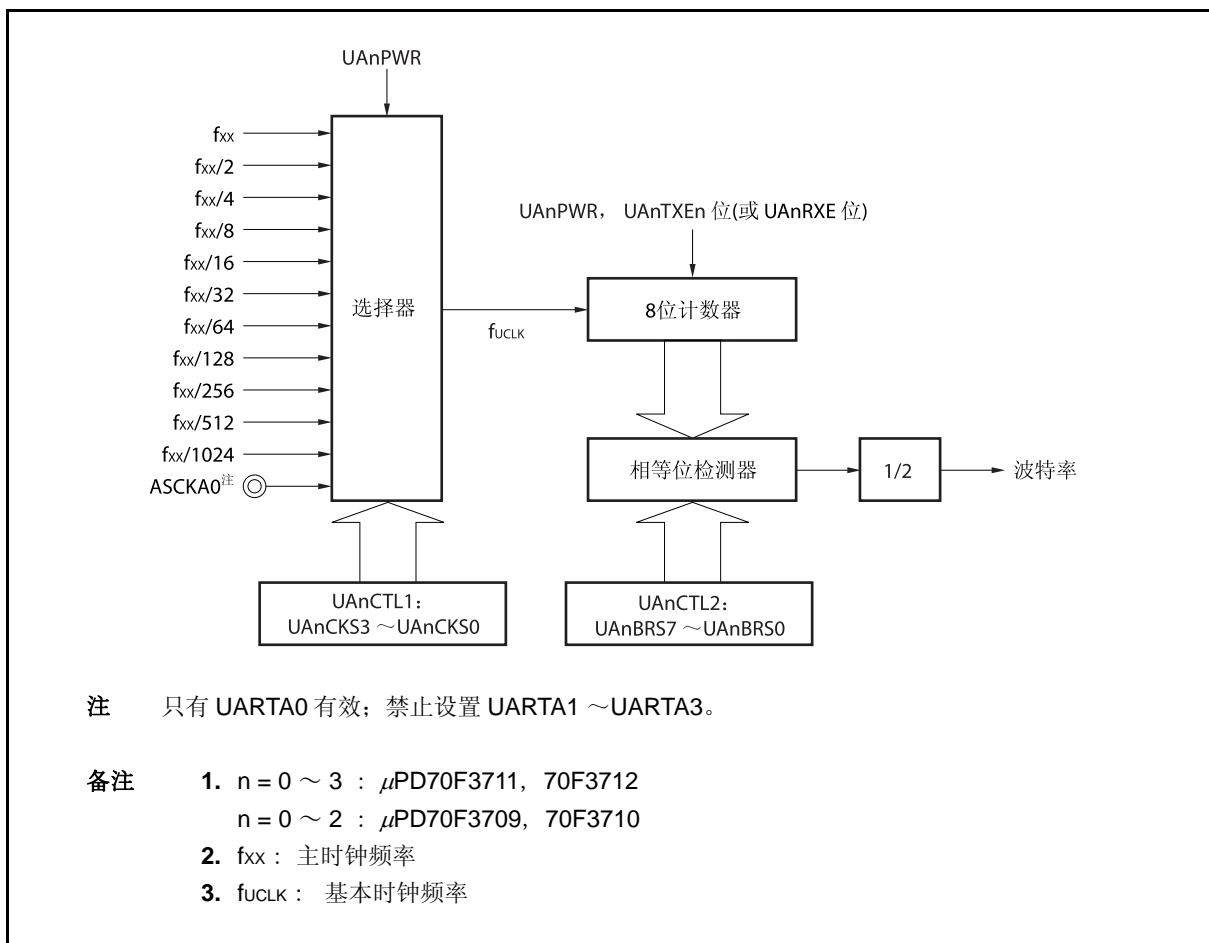 UAnPWR
fxx
fxx/2
fxx/4
fxx/8
fxx/16
fxx/32
fxx/64
fxx/128
fxx/256
fxx/512
fxx/1024
ASCKA0注
选择器
fUCLK
UAnPWR， UAnTXEn 位(或 UAnRXE 位)
8位计数器
相等位检测器
1/2
波特率
UAnCTL1：
UAnCKS3 ～UAnCKS0
UAnCTL2：
UAnBRS7 ～UAnBRS0
注 只有 UARTA0 有效；禁止设置 UARTA1 ～UARTA3。
备注 1. n = 0 ～ 3 ： μPD70F3711， 70F3712
n = 0 ～ 2 ： μPD70F3709， 70F3710
2. fxx： 主时钟频率
3. fUCLK： 基本时钟频率